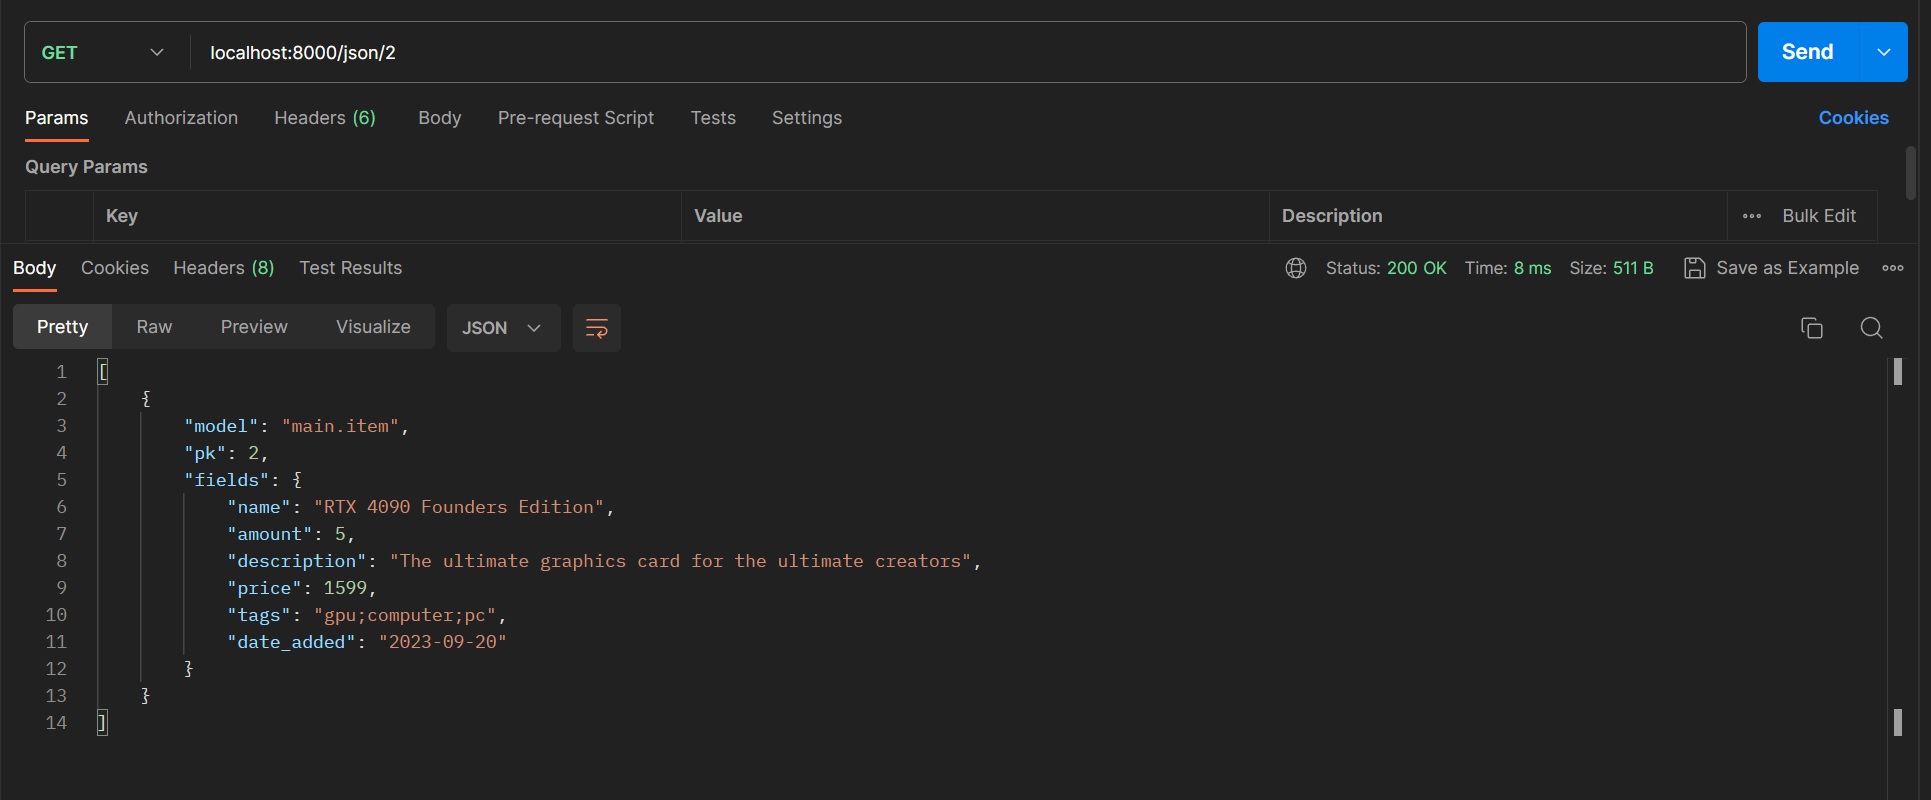 GET localhost:8000/json/2 Send
Params Authorization Headers (6) Body Pre-request Script Tests Settings Cookies
Query Params
Key Value Description Bulk Edit
Body Cookies Headers (8) Test Results Status: 200 OK Time: 8 ms Size: 511 B Save as Example
Pretty Raw Preview Visualize JSON
1 [
2 {
3 "model": "main.item",
4 "pk": 2,
5 "fields": {
6 "name": "RTX 4090 Founders Edition",
7 "amount": 5,
8 "description": "The ultimate graphics card for the ultimate creators",
9 "price": 1599,
10 "tags": "gpu;computer;pc",
11 "date_added": "2023-09-20"
12 }
13 }
14 ]